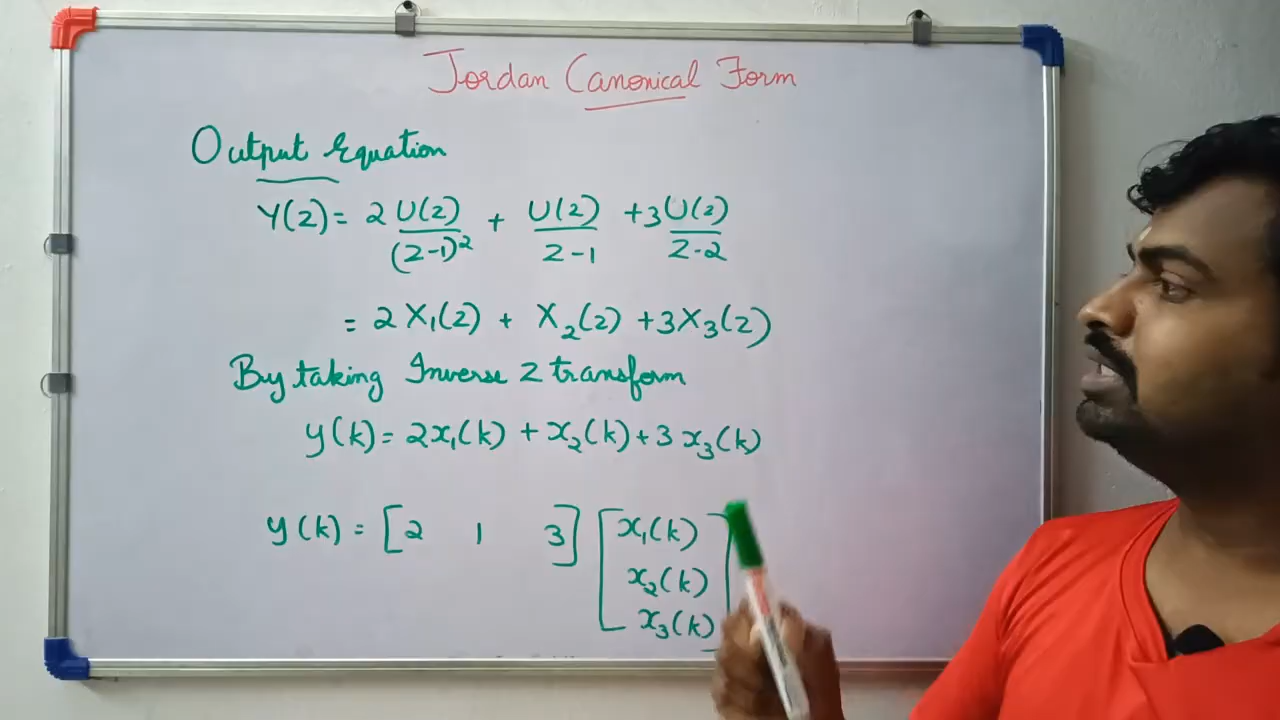 Jordan Canonical Form
Output Equation
Y(z) = 2 U(z)/(z-1)² + U(z)/z-1 + 3U(z)/z-2
= 2 X₁(z) + X₂(z) + 3X₃(z)
By taking Inverse z transform
y(k) = 2x₁(k) + x₂(k) + 3 x₃(k)
y(k) = [2 1 3] [x₁(k)
x₂(k)
x₃(k)]